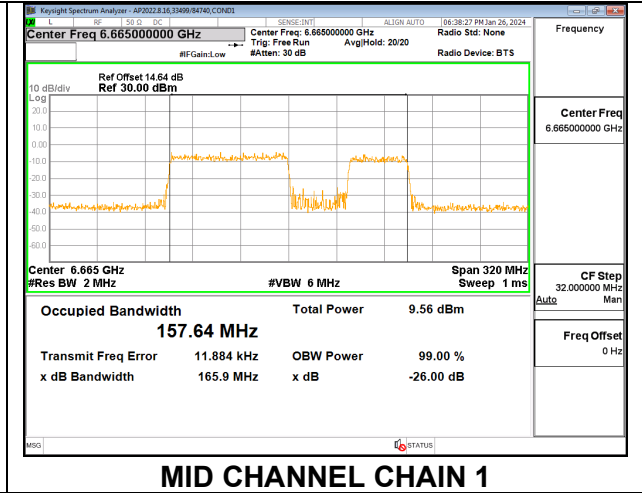 Keysight Spectrum Analyzer - AP2022.8.16,33499/84740,COND1
L RF 50 Ω DC SENSE:INT ALIGN AUTO 06:38:27 PM Jan 26, 2024
Center Freq 6.665000000 GHz
Center Freq: 6.665000000 GHz
Radio Std: None
Trig: Free Run Avg|Hold: 20/20
#IFGain:Low
#Atten: 30 dB
Radio Device: BTS
Frequency
Ref Offset 14.64 dB
10 dB/div Ref 30.00 dBm
Log
20.0
10.0
0.00
-10.0
-20.0
-30.0
-40.0
-50.0
-60.0
Center 6.665 GHz
Span 320 MHz
#Res BW 2 MHz
#VBW 6 MHz
Sweep 1 ms
Center Freq
6.665000000 GHz
CF Step
32.000000 MHz
Auto Man
Freq Offset
0 Hz
Occupied Bandwidth
157.64 MHz
Total Power 9.56 dBm
Transmit Freq Error 11.884 kHz
OBW Power 99.00 %
x dB Bandwidth 165.9 MHz
x dB -26.00 dB
MSG
STATUS
MID CHANNEL CHAIN 1